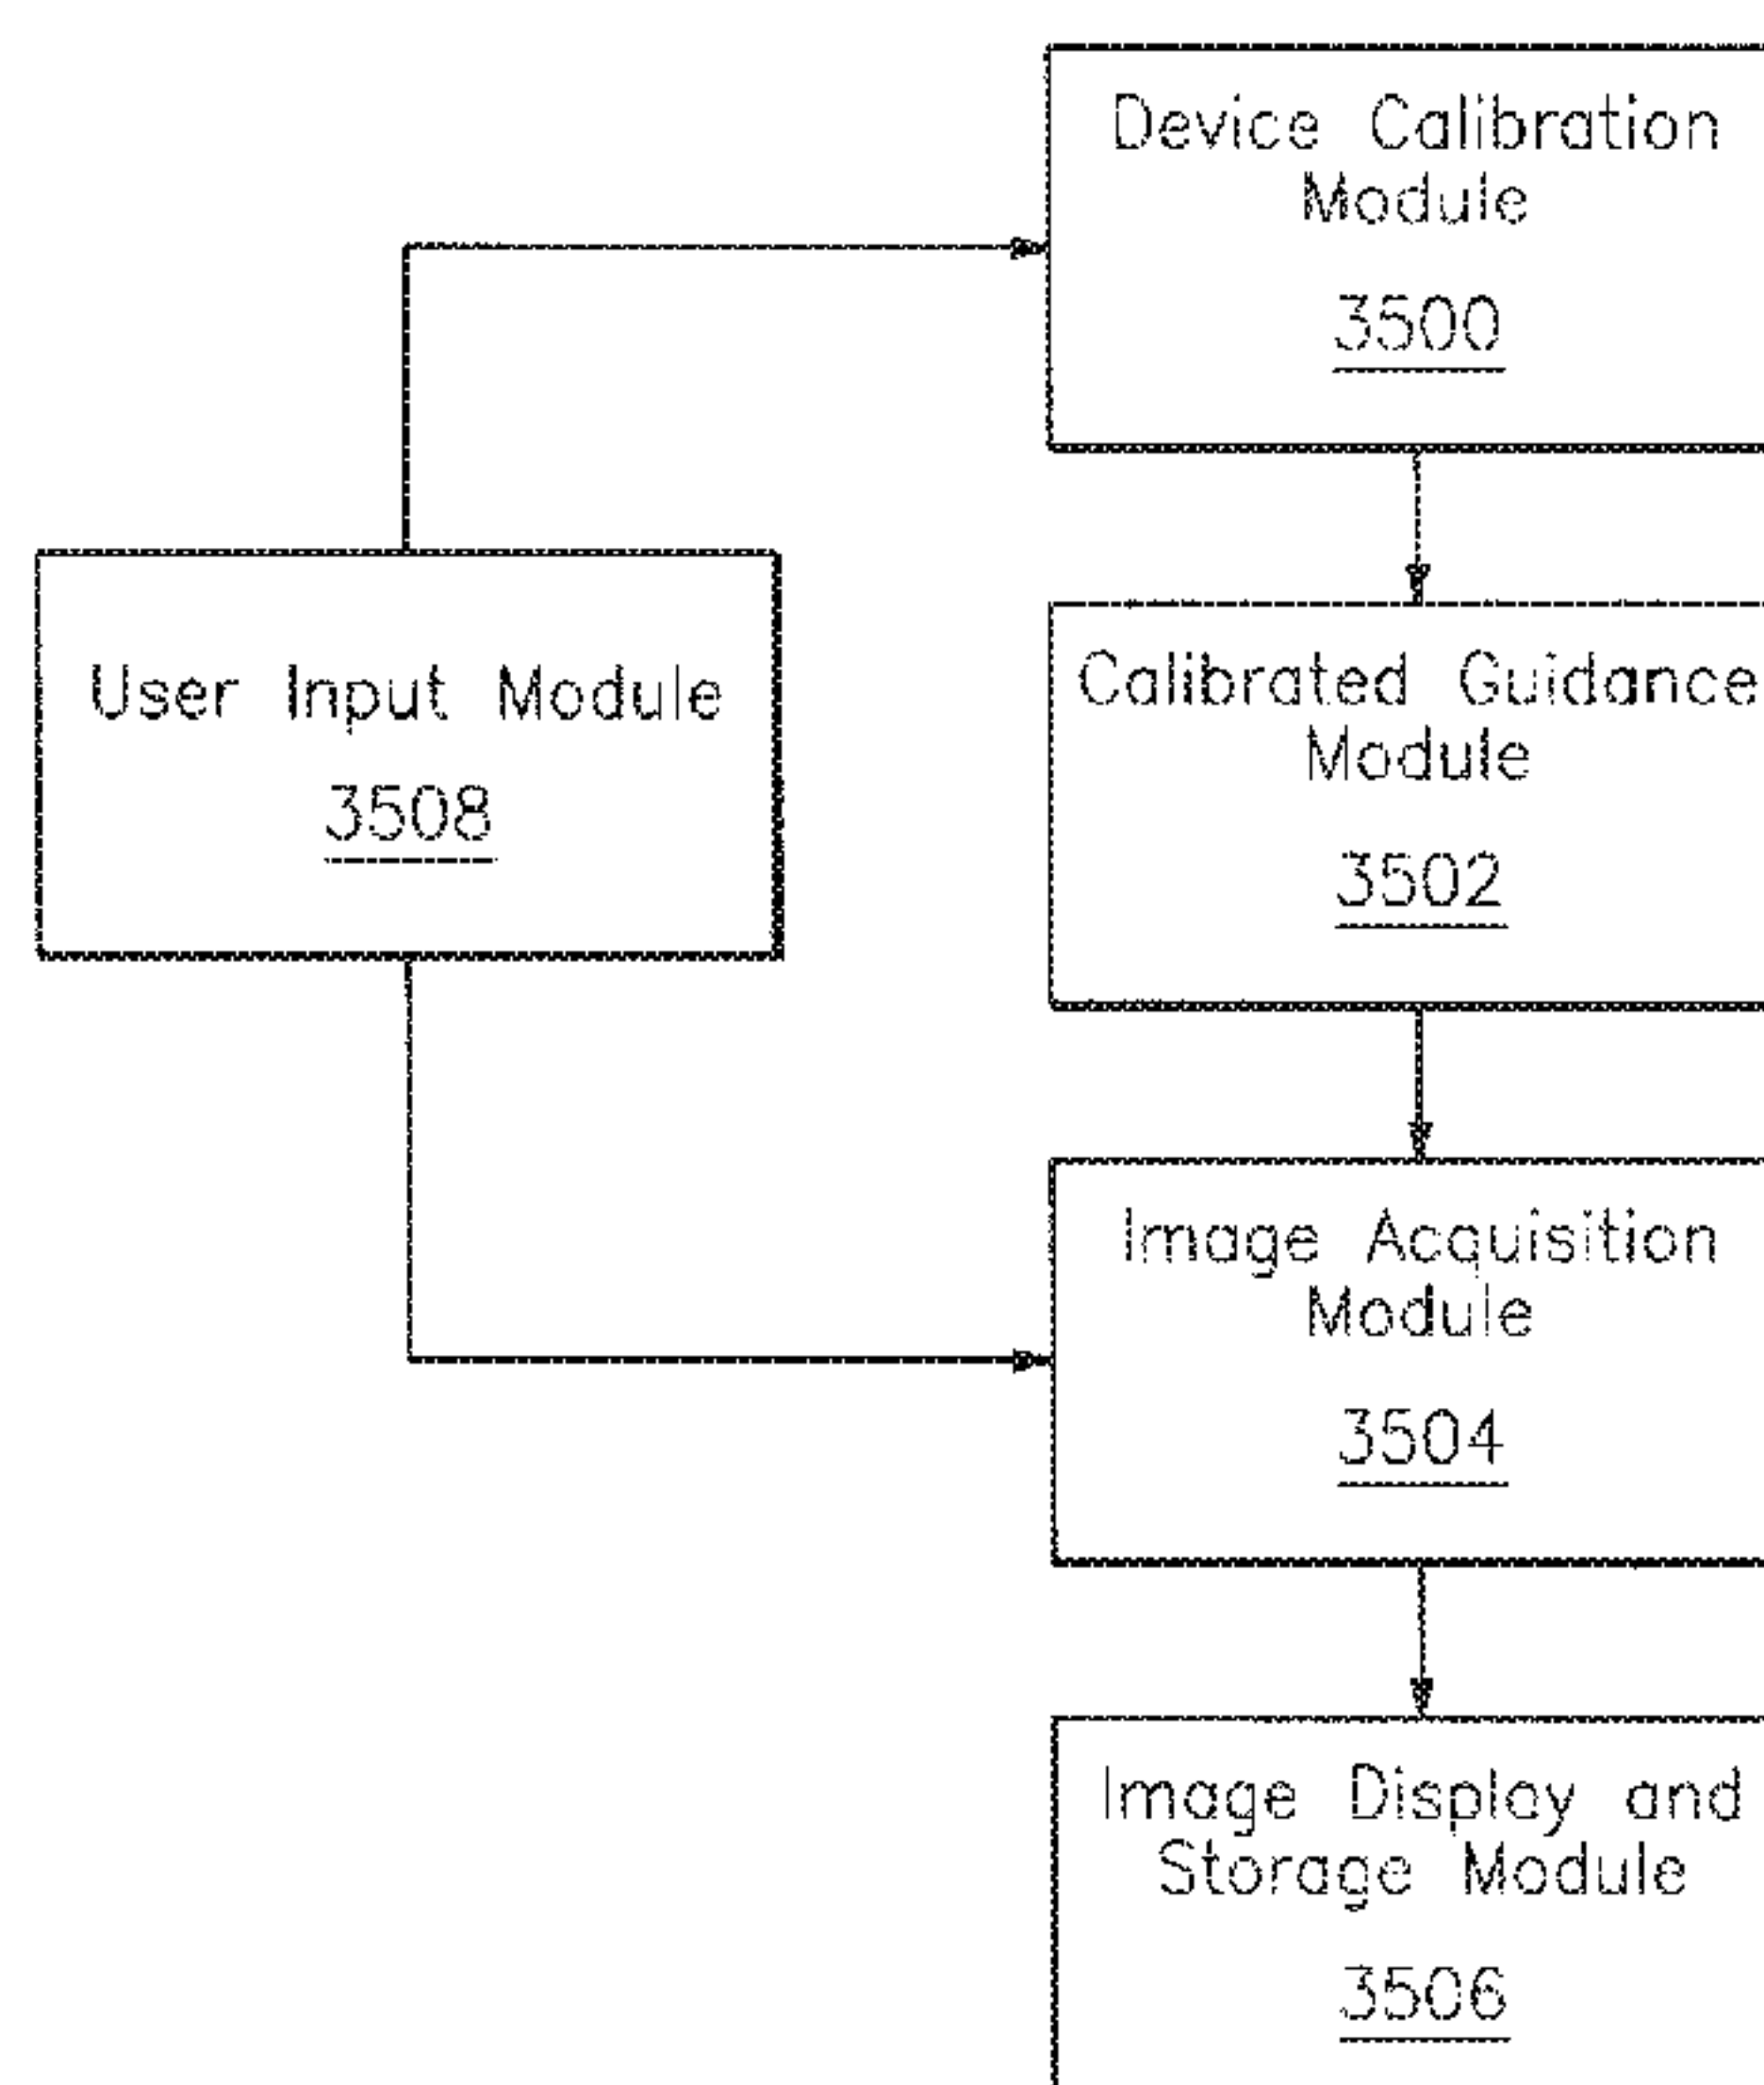 Device Calibration
Module
3500
User Input Module
3508
Calibrated Guidance
Module
3502
Image Acquisition
Module
3504
Image Display and
Storage Module
3506